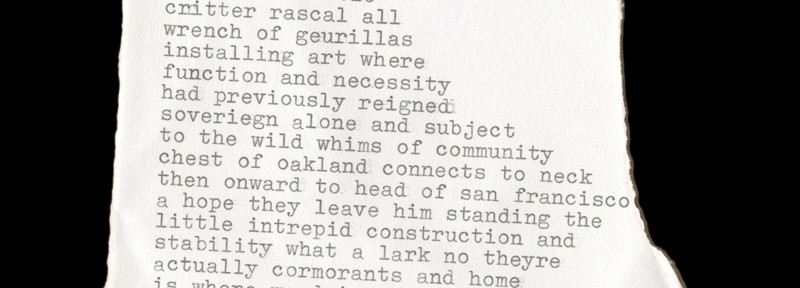 critter rascal all
wrench of geurillas
installing art where
function and necessity
had previously reigned
soveriegn alone and subject
to the wild whims of community
chest of oakland connects to neck
then onward to head of san francisco
a hope they leave him standing the
little intrepid construction and
stability what a lark no theyre
actually cormorants and home
is where